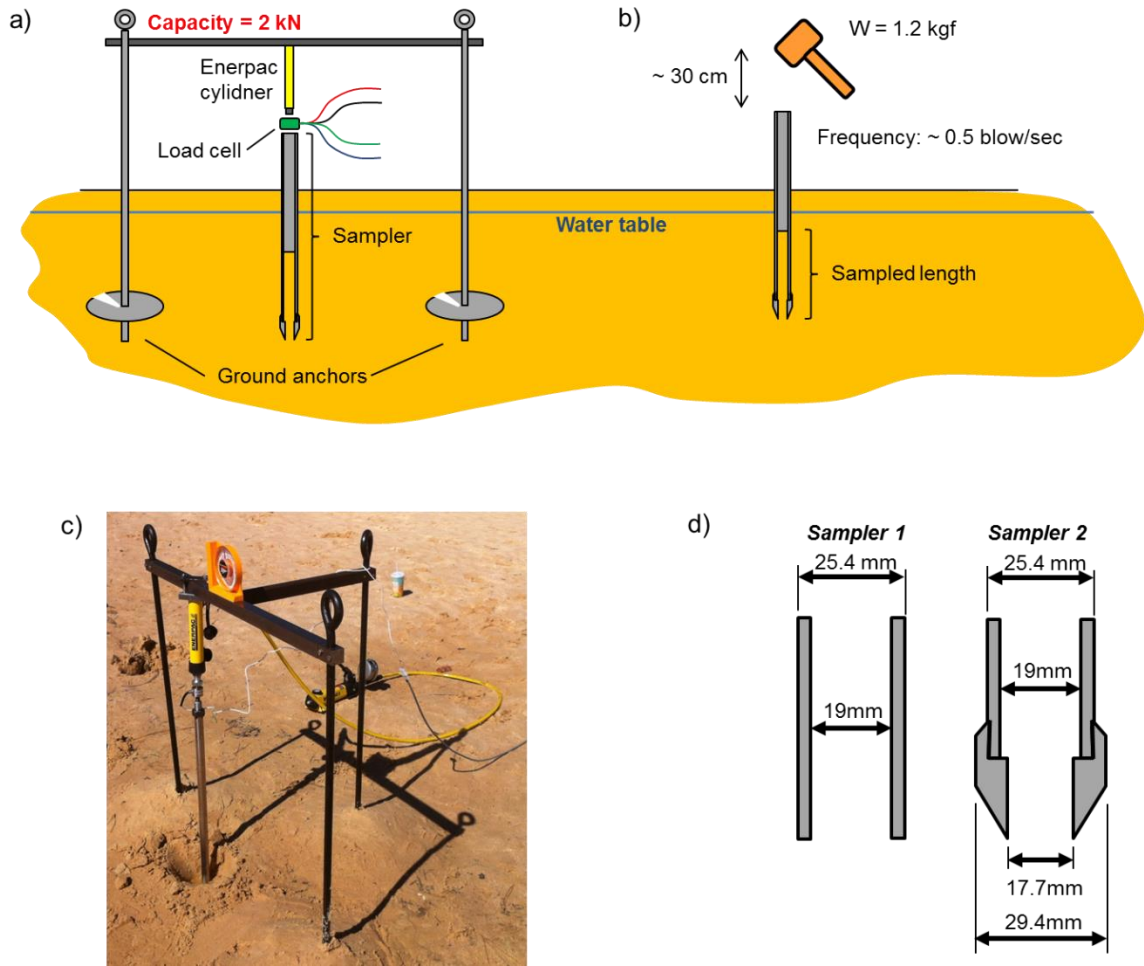 a)
Capacity = 2 kN
Enerpac
cylidner
Load cell
Sampler
Ground anchors
b)
W = 1.2 kgf
~ 30 cm
Frequency: ~ 0.5 blow/sec
Water table
Sampled length
c)
ENERPAC
d)
Sampler 1
Sampler 2
25.4 mm
25.4 mm
19mm
19mm
17.7mm
29.4mm